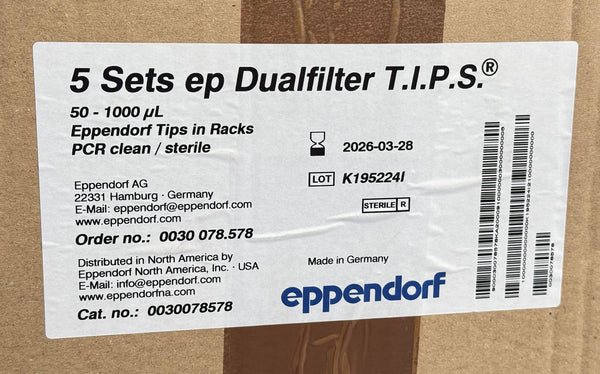 5 Sets ep Dualfilter T.I.P.S.®
50 - 1000 µL
Eppendorf Tips in Racks
PCR clean / sterile
2026-03-28
LOT K195224I
STERILE R
Eppendorf AG
22331 Hamburg · Germany
E-Mail: eppendorf@eppendorf.com
www.eppendorf.com
Order no.: 0030 078.578
Distributed in North America by
Eppendorf North America, Inc. · USA
E-Mail: info@eppendorf.com
www.eppendorfna.com
Cat. no.: 0030078578
Made in Germany
eppendorf
0030078578